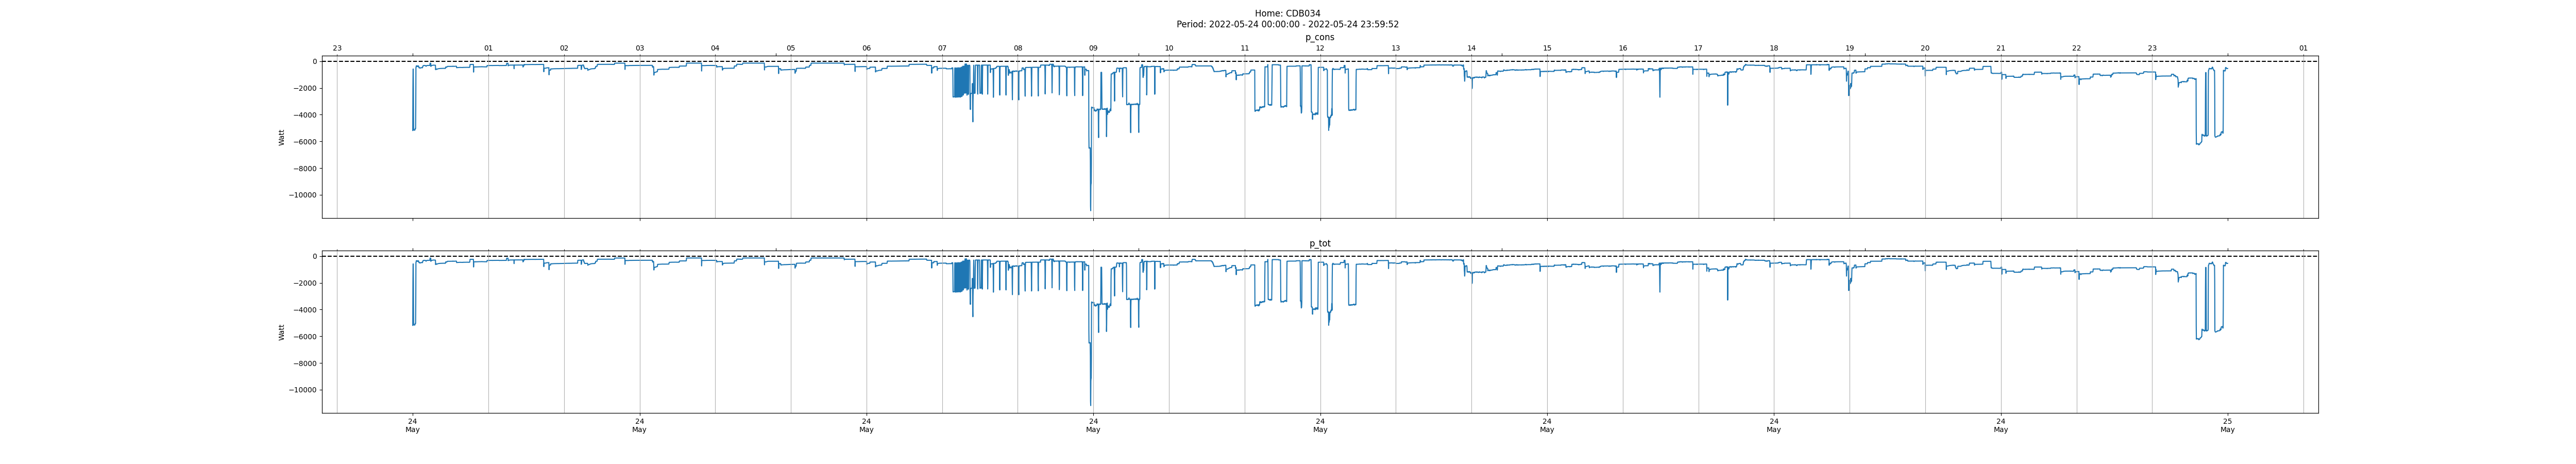 Home: CDB034
Period: 2022-05-24 00:00:00 - 2022-05-24 23:59:52
p_cons
23 01 02 03 04 05 06 07 08 09 10 11 12 13 14 15 16 17 18 19 20 21 22 23 01
0
−2000
−4000
−6000
−8000
−10000
Watt
p_tot
0
−2000
−4000
−6000
−8000
−10000
Watt
24 24 24 24 24 24 24 24 25
May May May May May May May May May